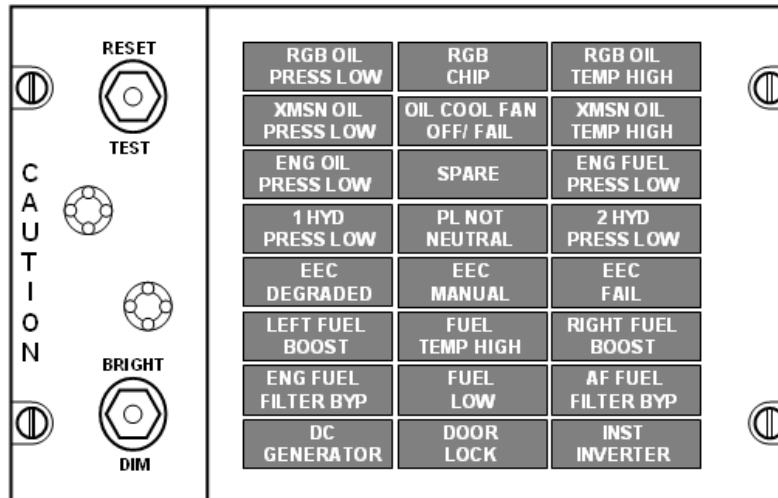 RESET
TEST
CAUTION
BRIGHT
DIM
RGB OIL
PRESS LOW
RGB
CHIP
RGB OIL
TEMP HIGH
XMSN OIL
PRESS LOW
OIL COOL FAN
OFF/ FAIL
XMSN OIL
TEMP HIGH
ENG OIL
PRESS LOW
SPARE
ENG FUEL
PRESS LOW
1 HYD
PRESS LOW
PL NOT
NEUTRAL
2 HYD
PRESS LOW
EEC
DEGRADED
EEC
MANUAL
EEC
FAIL
LEFT FUEL
BOOST
FUEL
TEMP HIGH
RIGHT FUEL
BOOST
ENG FUEL
FILTER BYP
FUEL
LOW
AF FUEL
FILTER BYP
DC
GENERATOR
DOOR
LOCK
INST
INVERTER